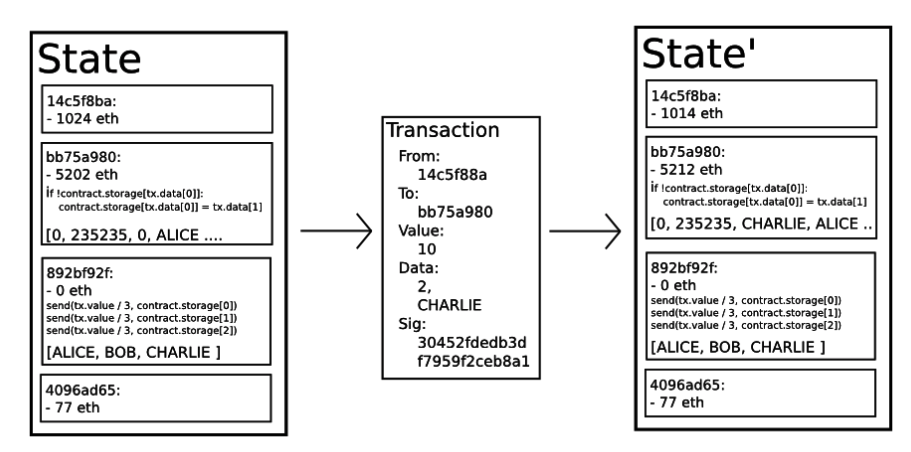 State
14c5f8ba:
- 1024 eth
bb75a980:
- 5202 eth
if !contract.storage[tx.data[0]]:
contract.storage[tx.data[0]] = tx.data[1]
[0, 235235, 0, ALICE ....
892bf92f:
- 0 eth
send(tx.value / 3, contract.storage[0])
send(tx.value / 3, contract.storage[1])
send(tx.value / 3, contract.storage[2])
[ALICE, BOB, CHARLIE ]
4096ad65:
- 77 eth
Transaction
From:
14c5f88a
To:
bb75a980
Value:
10
Data:
2,
CHARLIE
Sig:
30452fdedb3d
f7959f2ceb8a1
State'
14c5f8ba:
- 1014 eth
bb75a980:
- 5212 eth
if !contract.storage[tx.data[0]]:
contract.storage[tx.data[0]] = tx.data[1]
[0, 235235, CHARLIE, ALICE ..
892bf92f:
- 0 eth
send(tx.value / 3, contract.storage[0])
send(tx.value / 3, contract.storage[1])
send(tx.value / 3, contract.storage[2])
[ALICE, BOB, CHARLIE ]
4096ad65:
- 77 eth